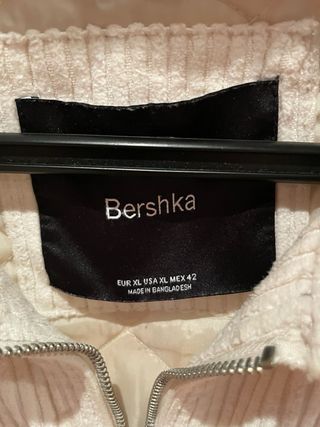 Bershka
EUR XL USA XL MEX 42
MADE IN BANGLADESH